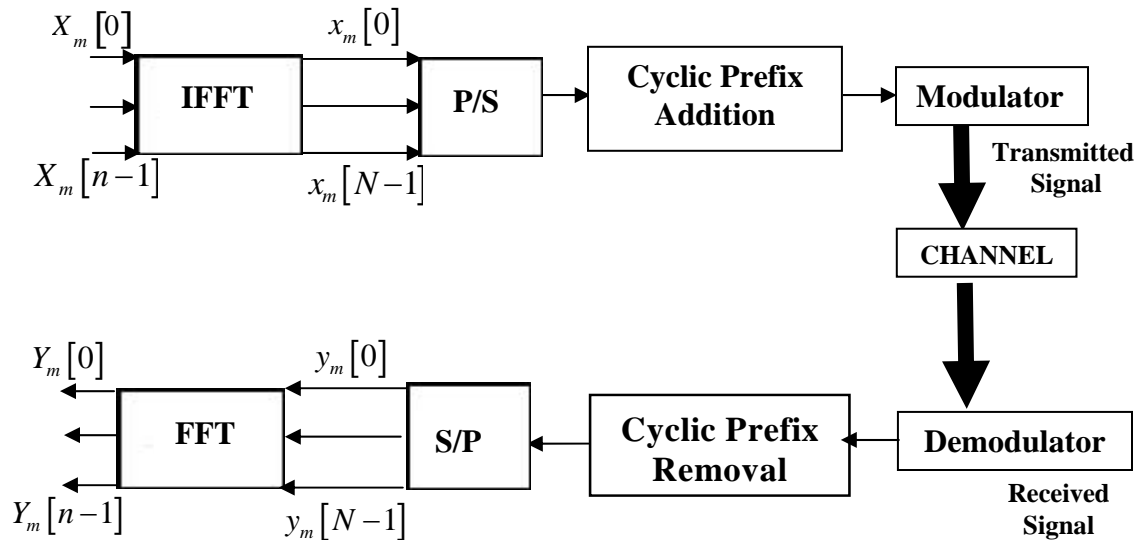 X_m[0]
x_m[0]
IFFT
P/S
Cyclic Prefix
Addition
Modulator
X_m[n−1]
x_m[N−1]
Transmitted
Signal
CHANNEL
Y_m[0]
y_m[0]
FFT
S/P
Cyclic Prefix
Removal
Demodulator
Y_m[n−1]
y_m[N−1]
Received
Signal